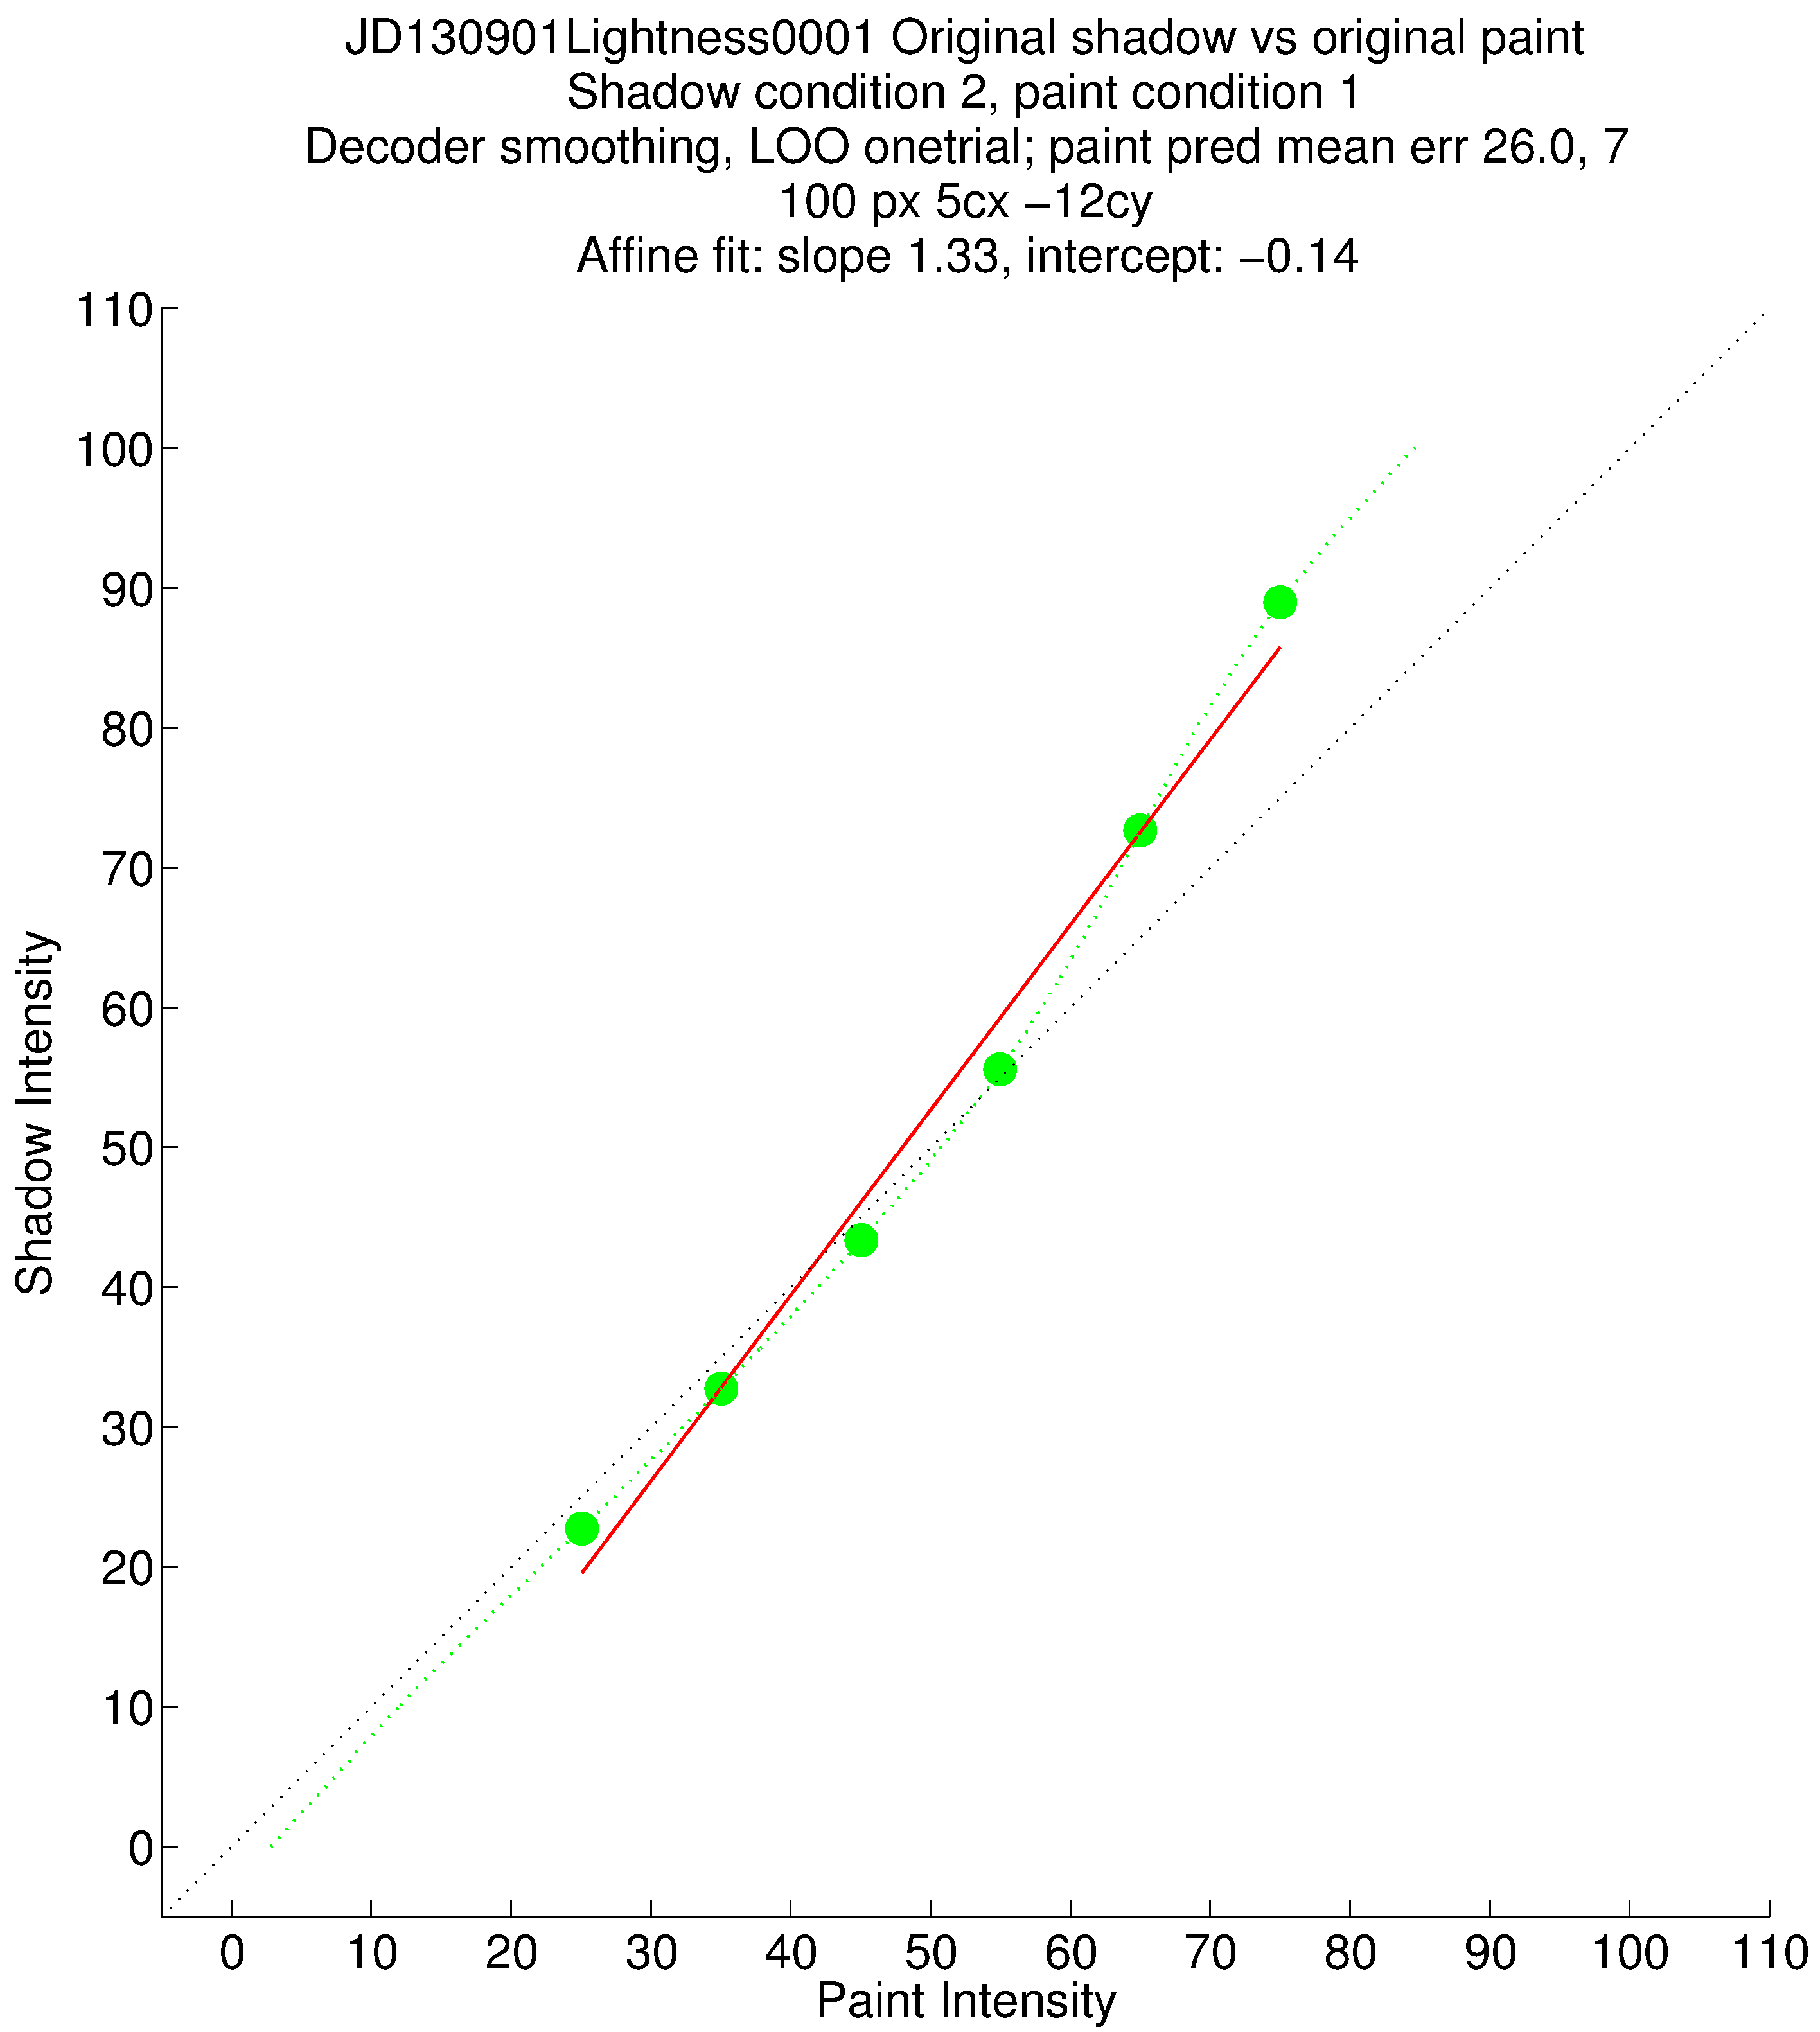 JD130901Lightness0001 Original shadow vs original paint
Shadow condition 2, paint condition 1
Decoder smoothing, LOO onetrial; paint pred mean err 26.0, 7
100 px 5cx −12cy
Affine fit: slope 1.33, intercept: −0.14
110
100
90
80
70
60
50
40
30
20
10
0
Shadow Intensity
0 10 20 30 40 50 60 70 80 90 100 110
Paint Intensity